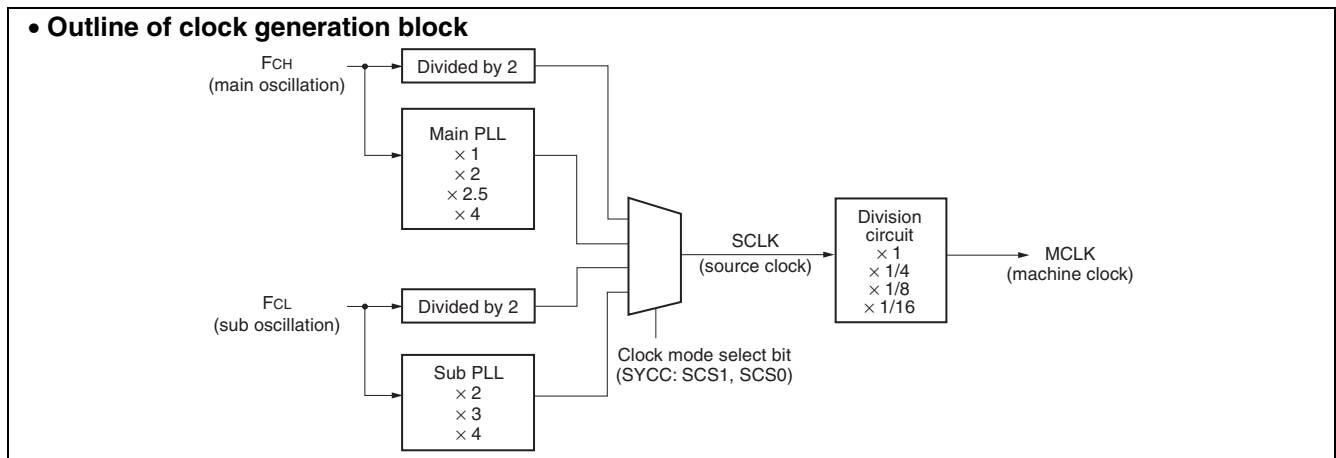 • Outline of clock generation block
FCH
(main oscillation)
Divided by 2
Main PLL
× 1
× 2
× 2.5
× 4
FCL
(sub oscillation)
Divided by 2
Sub PLL
× 2
× 3
× 4
Clock mode select bit
(SYCC: SCS1, SCS0)
SCLK
(source clock)
Division
circuit
× 1
× 1/4
× 1/8
× 1/16
MCLK
(machine clock)